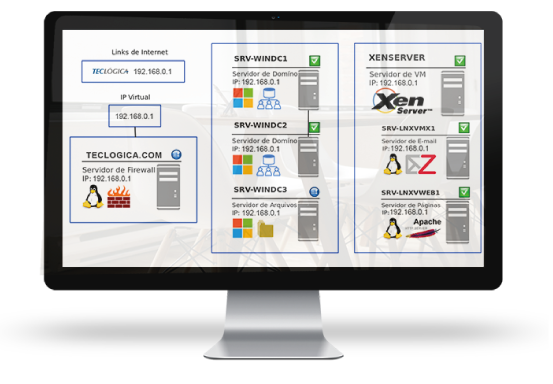 Links de Internet
TECLÓGICA 192.168.0.1
IP Virtual
192.168.0.1
TECLOGICA.COM
Servidor de Firewall
IP: 192.168.0.1
SRV-WINDC1
Servidor de Domíno
IP: 192.168.0.1
SRV-WINDC2
Servidor de Domíno
IP: 192.168.0.1
SRV-WINDC3
Servidor de Arquivos
IP: 192.168.0.1
XENSERVER
Servidor de VM
IP: 192.168.0.1
Xen
Server™
SRV-LNXVMX1
Servidor de E-mail
IP: 192.168.0.1
Z
SRV-LNXVWEB1
Servidor de Páginas
IP: 192.168.0.1
Apache